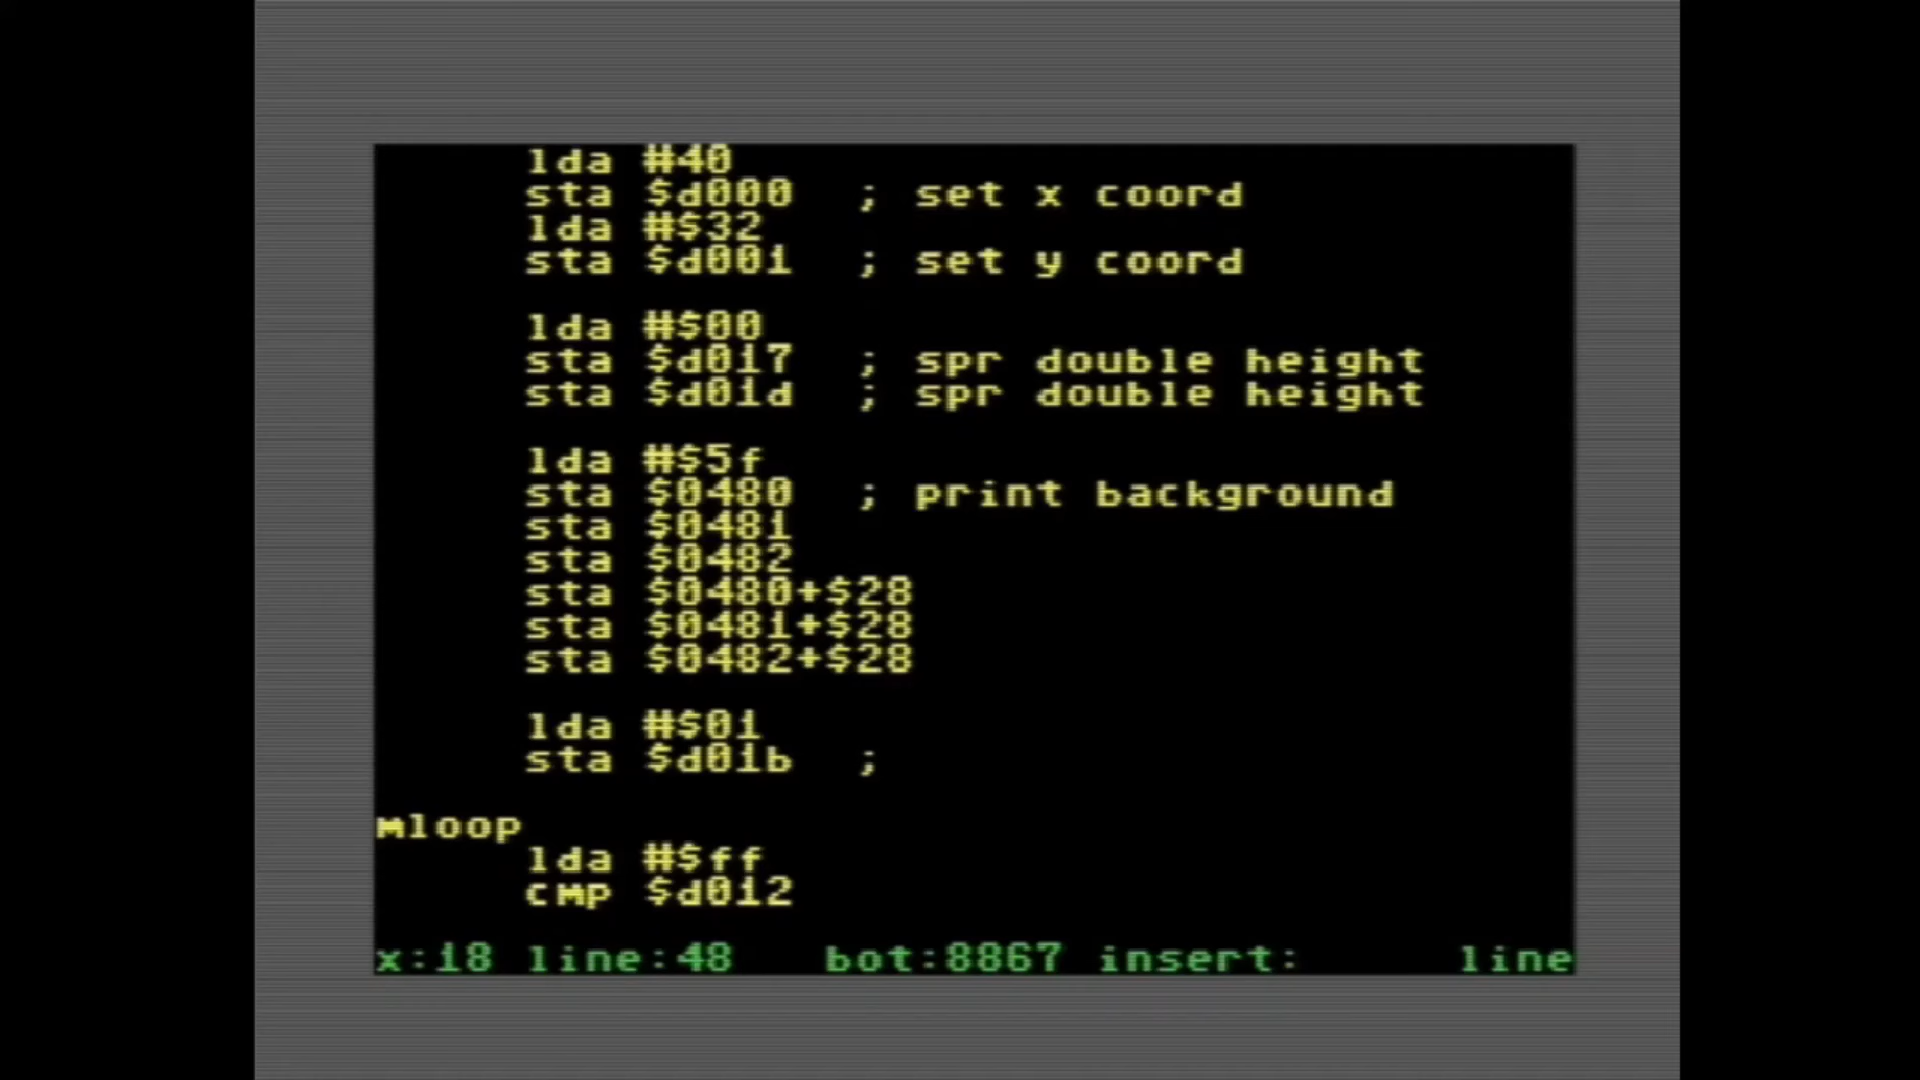 lda #40
sta $d000 ; set x coord
lda #$32
sta $d001 ; set y coord
lda #$00
sta $d017 ; spr double height
sta $d01d ; spr double height
lda #$5f
sta $0480 ; print background
sta $0481
sta $0482
sta $0480+$28
sta $0481+$28
sta $0482+$28
lda #$01
sta $d01b ;
mloop
lda #$ff
cmp $d012
x:18 line:48 bot:8867 insert: line